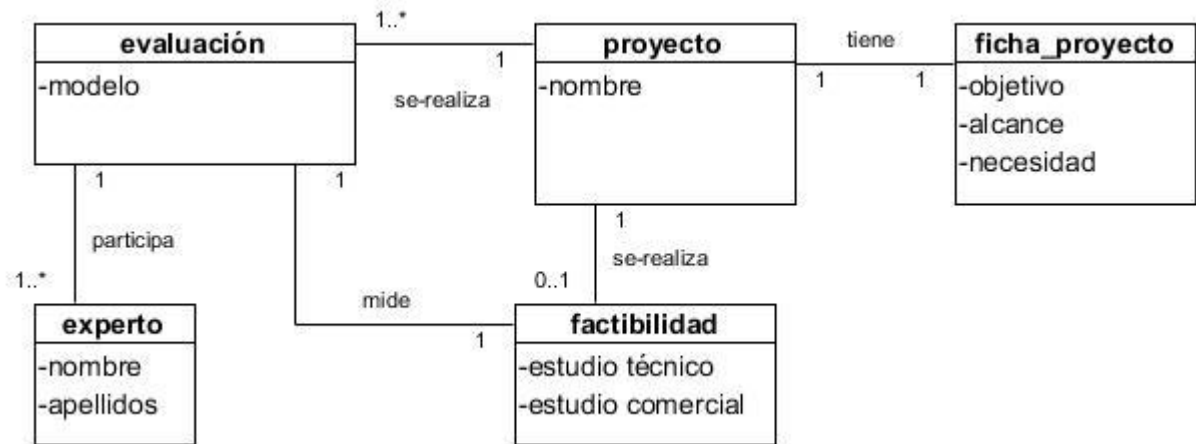 evaluación
-modelo
1..*
1
se-realiza
proyecto
-nombre
tiene
1
1
ficha_proyecto
-objetivo
-alcance
-necesidad
1
participa
1..*
1
mide
1
1
se-realiza
0..1
experto
-nombre
-apellidos
factibilidad
-estudio técnico
-estudio comercial